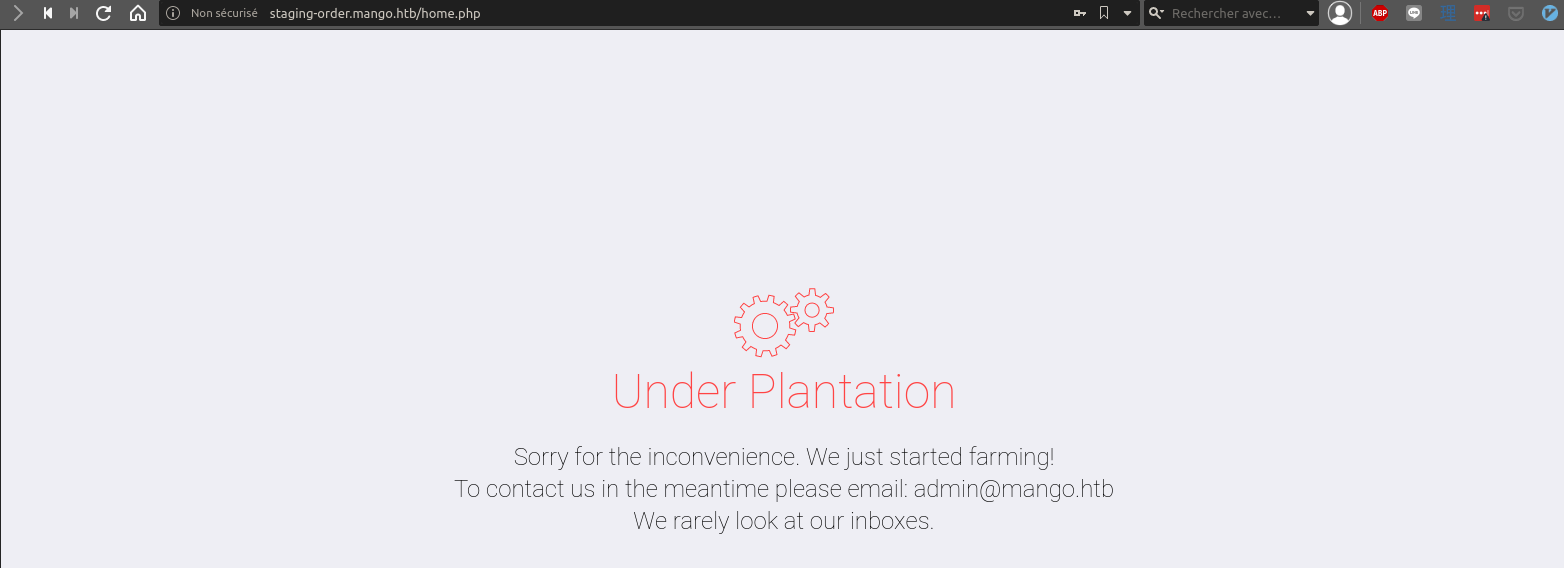 Non sécurisé staging-order.mango.htb/home.php Rechercher avec... ABP LINE
Under Plantation
Sorry for the inconvenience. We just started farming!
To contact us in the meantime please email: admin@mango.htb
We rarely look at our inboxes.